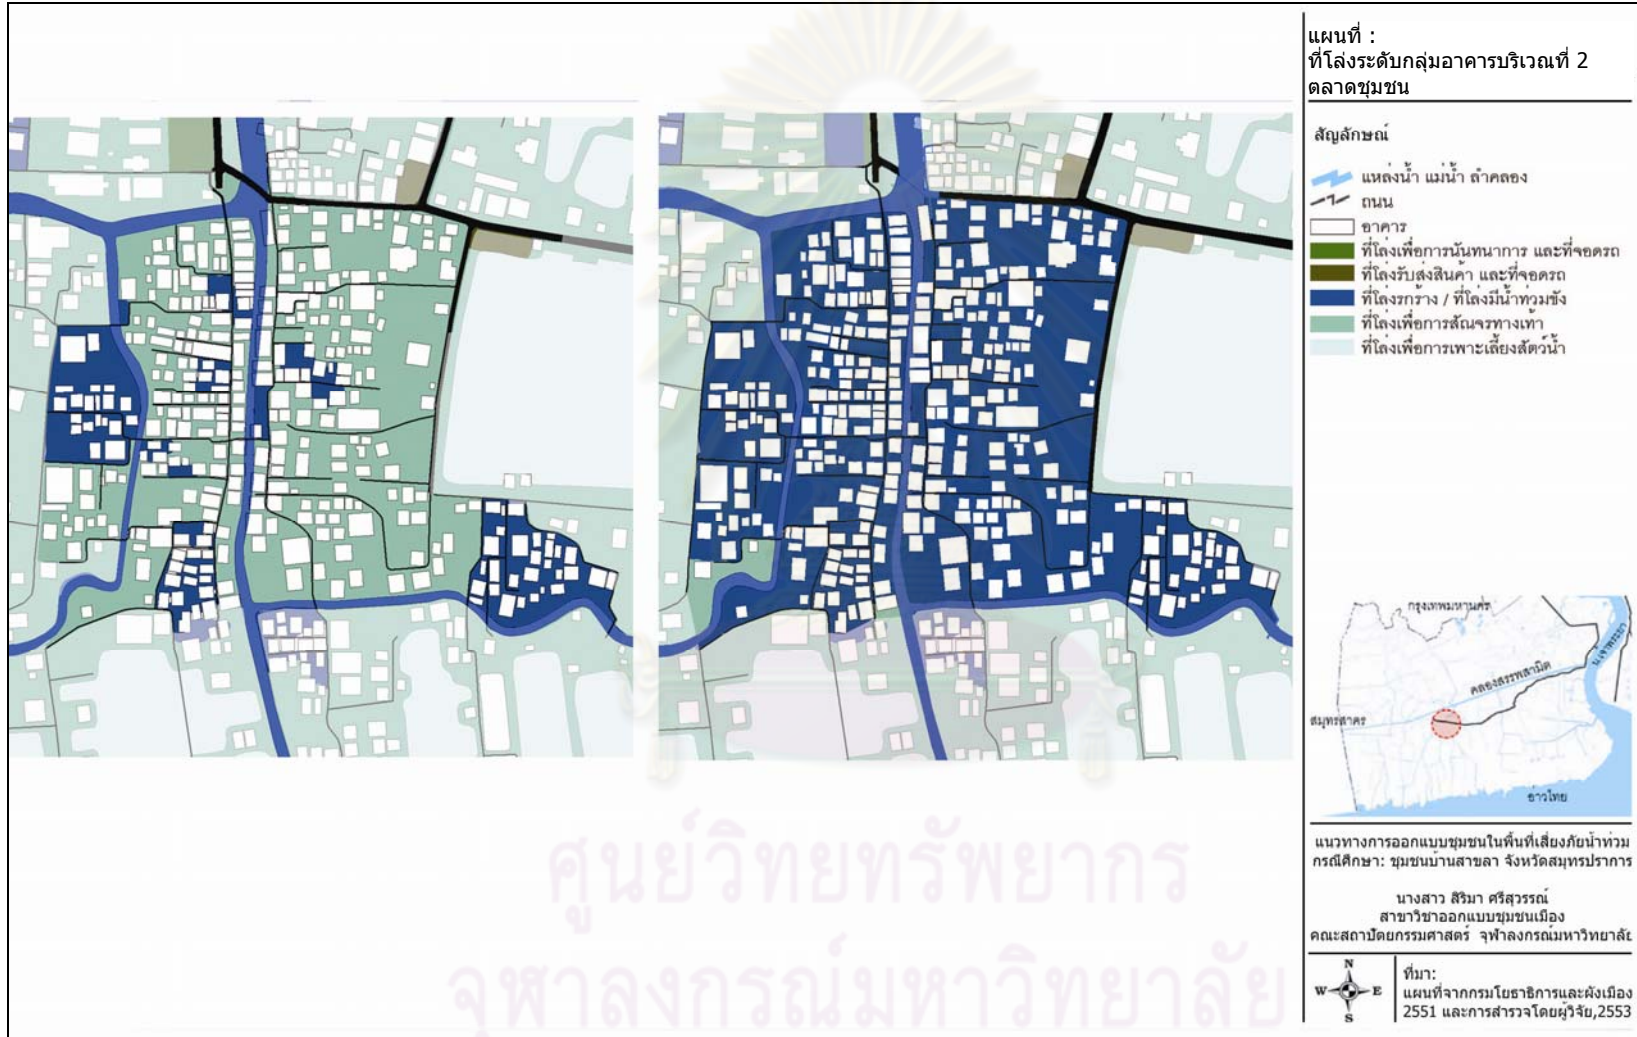 แผนที่ :
ที่โล่งระดับกลุ่มอาคารบริเวณที่ 2
ตลาดชุมชน
สัญลักษณ์
แหล่งน้ำ แม่น้ำ ลำคลอง
ถนน
อาคาร
ที่โล่งเพื่อการนันทนาการ และที่จอดรถ
ที่โล่งรับส่งสินค้า และที่จอดรถ
ที่โล่งรกร้าง / ที่โล่งมีน้ำท่วมขัง
ที่โล่งเพื่อการสัญจรทางเท้า
ที่โล่งเพื่อการเพาะเลี้ยงสัตว์น้ำ
กรุงเทพมหานคร
น.เจ้าพระยา
คลองสรรพสามิต
สมุทรสาคร
อ่าวไทย
แนวทางการออกแบบชุมชนในพื้นที่เสี่ยงภัยน้ำท่วม
กรณีศึกษา: ชุมชนบ้านสาขลา จังหวัดสมุทรปราการ
นางสาว สิริมา ศรีสุวรรณ์
สาขาวิชาออกแบบชุมชนเมือง
คณะสถาปัตยกรรมศาสตร์ จุฬาลงกรณ์มหาวิทยาลัย
N
W E
S
ที่มา:
แผนที่จากกรมโยธาธิการและผังเมือง
2551 และการสำรวจโดยผู้วิจัย,2553
ศูนย์วิทยทรัพยากร
จุฬาลงกรณ์มหาวิทยาลัย